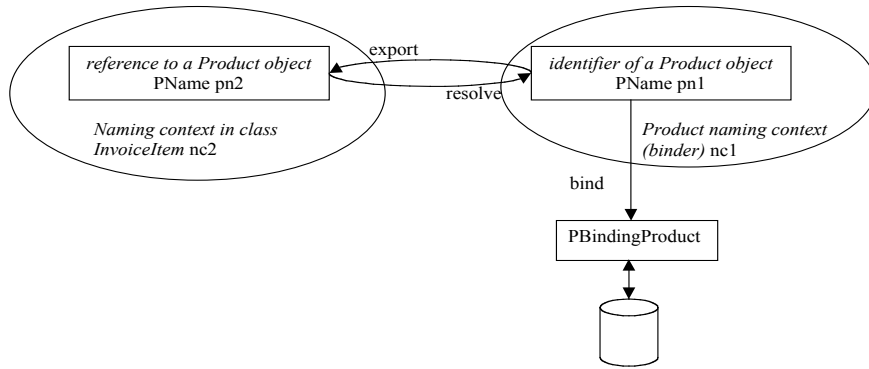 export
reference to a Product object
PName pn2
identifier of a Product object
PName pn1
resolve
Naming context in class
InvoiceItem nc2
Product naming context
(binder) nc1
bind
PBindingProduct